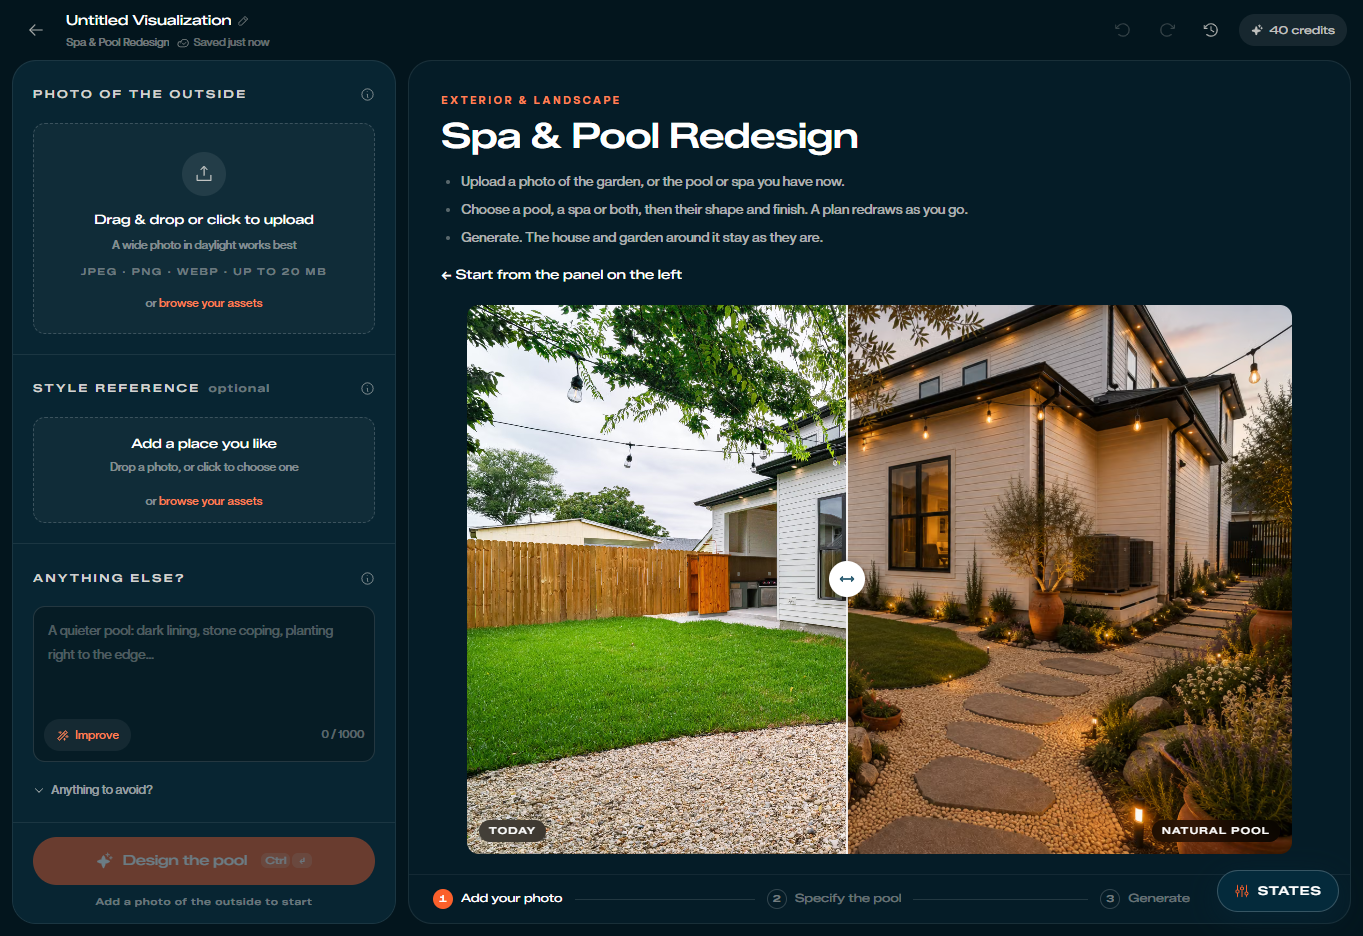 Untitled Visualization
Spa & Pool Redesign Saved just now
40 credits
PHOTO OF THE OUTSIDE
Drag & drop or click to upload
A wide photo in daylight works best
JPEG · PNG · WEBP · UP TO 20 MB
or browse your assets
STYLE REFERENCE optional
Add a place you like
Drop a photo, or click to choose one
or browse your assets
ANYTHING ELSE?
A quieter pool: dark lining, stone coping, planting
right to the edge...
Improve
0 / 1000
Anything to avoid?
Design the pool Ctrl
Add a photo of the outside to start
EXTERIOR & LANDSCAPE
Spa & Pool Redesign
• Upload a photo of the garden, or the pool or spa you have now.
• Choose a pool, a spa or both, then their shape and finish. A plan redraws as you go.
• Generate. The house and garden around it stay as they are.
← Start from the panel on the left
TODAY
NATURAL POOL
1 Add your photo
2 Specify the pool
3 Generate
STATES